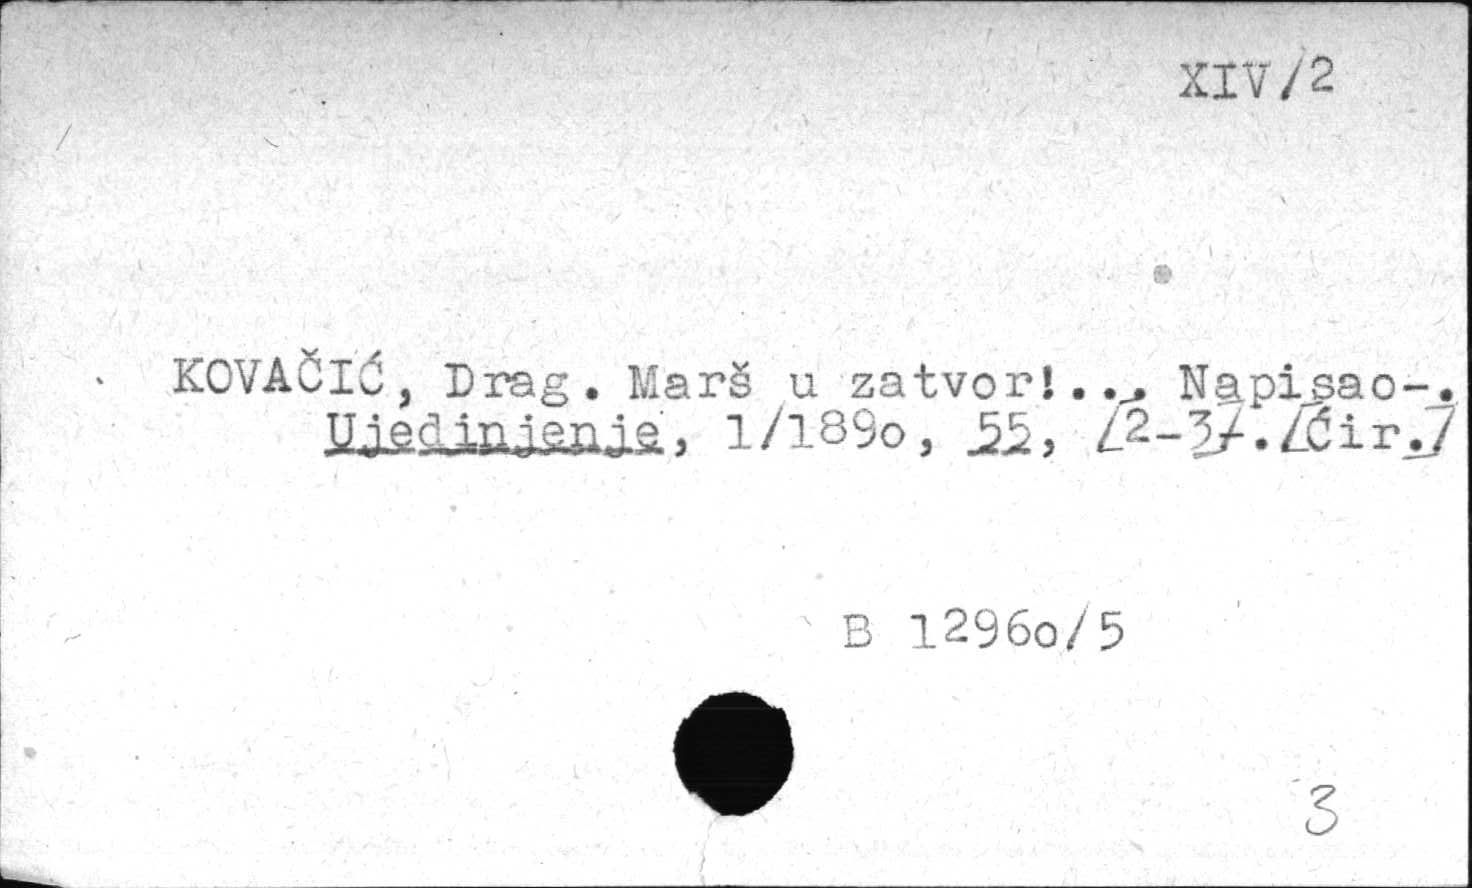 XIV/2
KOVAČIĆ, Drag. Marš u zatvor!... Napisao-.
Ujedinjenje, 1/189o, 55, [2-3]. [Ćir.]
B 1296o/5
3